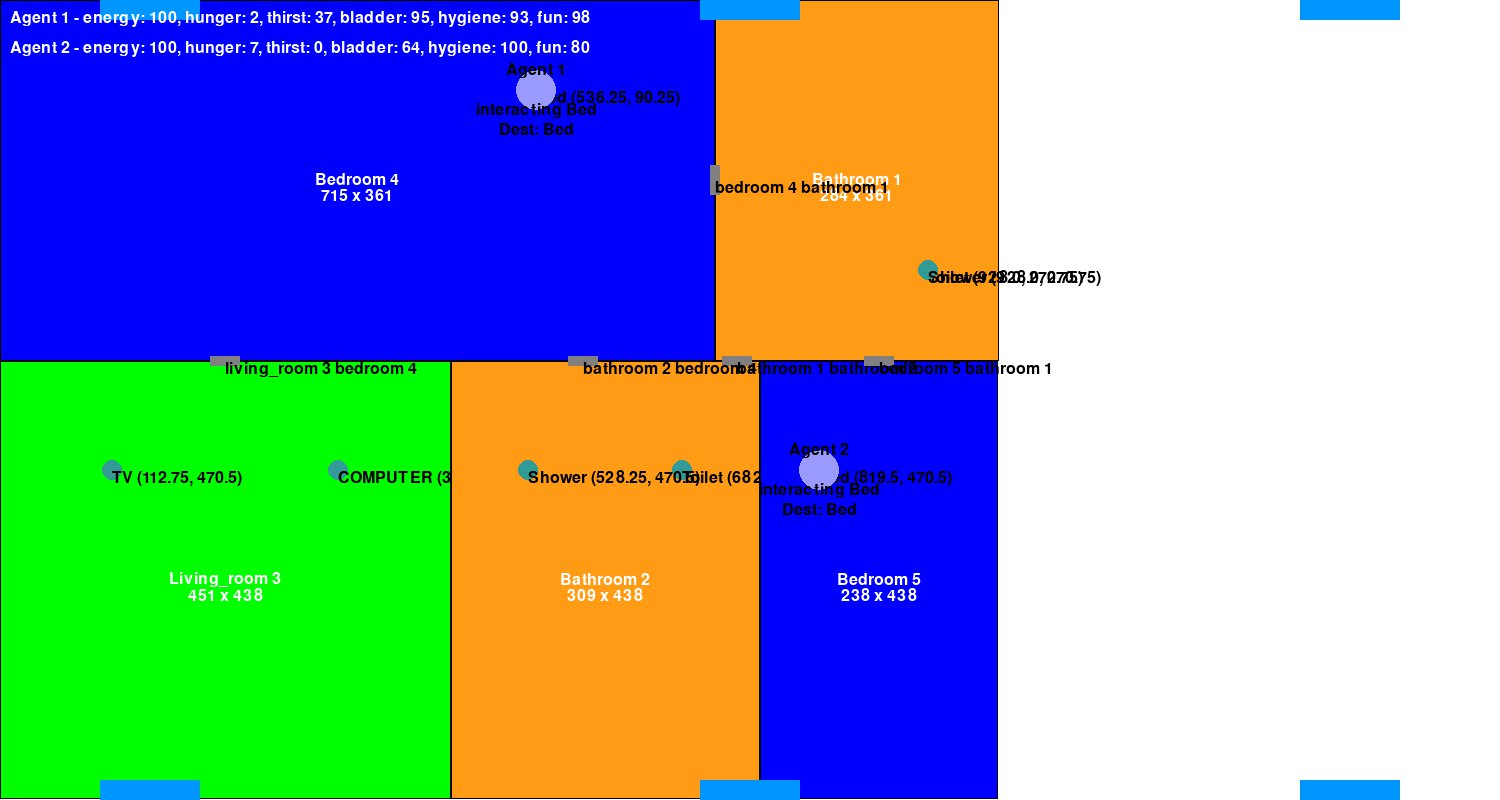 Agent 1 - energy: 100, hunger: 2, thirst: 37, bladder: 95, hygiene: 93, fun: 98
Agent 2 - energy: 100, hunger: 7, thirst: 0, bladder: 64, hygiene: 100, fun: 80
Agent 1
(536.25, 90.25)
interacting Bed
Dest: Bed
Bedroom 4
715 x 361
bedroom 4 bathroom 1
Bathroom 1
284 x 361
living_room 3 bedroom 4
bathroom 2 bedroom 4
bathroom 1 bathroom 2
bedroom 5 bathroom 1
TV (112.75, 470.5)
COMPUTER (3
Shower (528.25, 470.5)
Toilet (682
Agent 2
(819.5, 470.5)
interacting Bed
Dest: Bed
Living_room 3
451 x 438
Bathroom 2
309 x 438
Bedroom 5
238 x 438